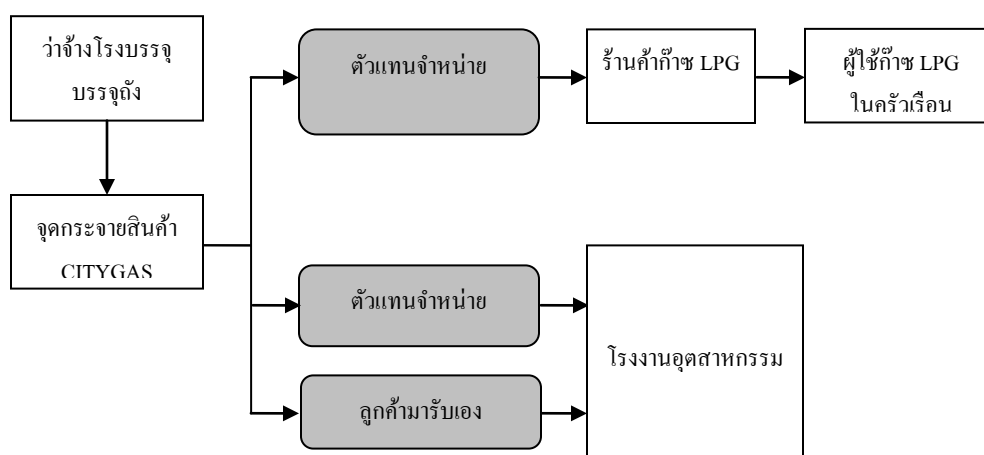 ว่าจ้างโรงบรรจุ
บรรจุถัง
ตัวแทนจำหน่าย
ร้านค้าก๊าซ LPG
ผู้ใช้ก๊าซ LPG
ในครัวเรือน
จุดกระจายสินค้า
CITYGAS
ตัวแทนจำหน่าย
โรงงานอุตสาหกรรม
ลูกค้ามารับเอง